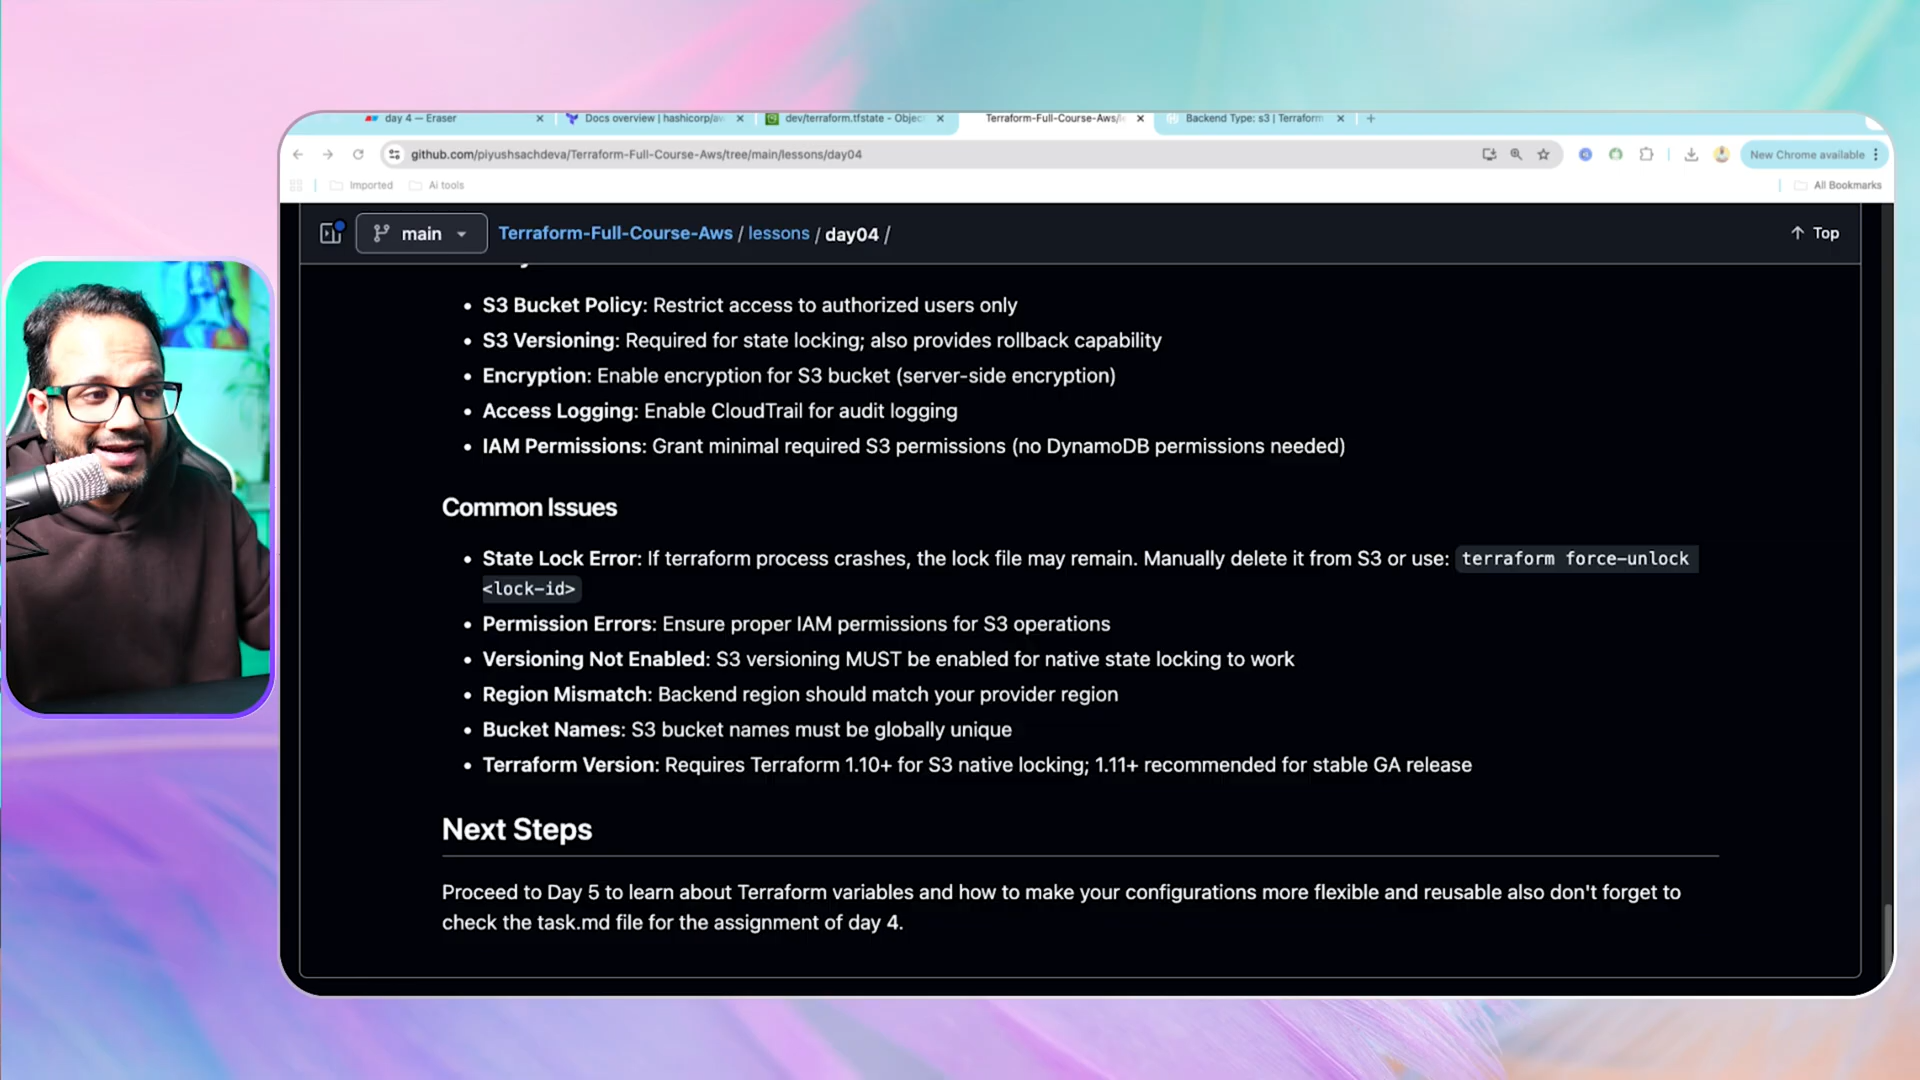 day 4 — Eraser
Docs overview | hashicorp/aw
dev/terraform.tfstate - Object
Terraform-Full-Course-Aws/le
Backend Type: s3 | Terraform
github.com/piyushsachdeva/Terraform-Full-Course-Aws/tree/main/lessons/day04
New Chrome available
Imported
Ai tools
All Bookmarks
main
Terraform-Full-Course-Aws / lessons / day04 /
Top
• S3 Bucket Policy: Restrict access to authorized users only
• S3 Versioning: Required for state locking; also provides rollback capability
• Encryption: Enable encryption for S3 bucket (server-side encryption)
• Access Logging: Enable CloudTrail for audit logging
• IAM Permissions: Grant minimal required S3 permissions (no DynamoDB permissions needed)
Common Issues
• State Lock Error: If terraform process crashes, the lock file may remain. Manually delete it from S3 or use: terraform force-unlock
<lock-id>
• Permission Errors: Ensure proper IAM permissions for S3 operations
• Versioning Not Enabled: S3 versioning MUST be enabled for native state locking to work
• Region Mismatch: Backend region should match your provider region
• Bucket Names: S3 bucket names must be globally unique
• Terraform Version: Requires Terraform 1.10+ for S3 native locking; 1.11+ recommended for stable GA release
Next Steps
Proceed to Day 5 to learn about Terraform variables and how to make your configurations more flexible and reusable also don't forget to
check the task.md file for the assignment of day 4.